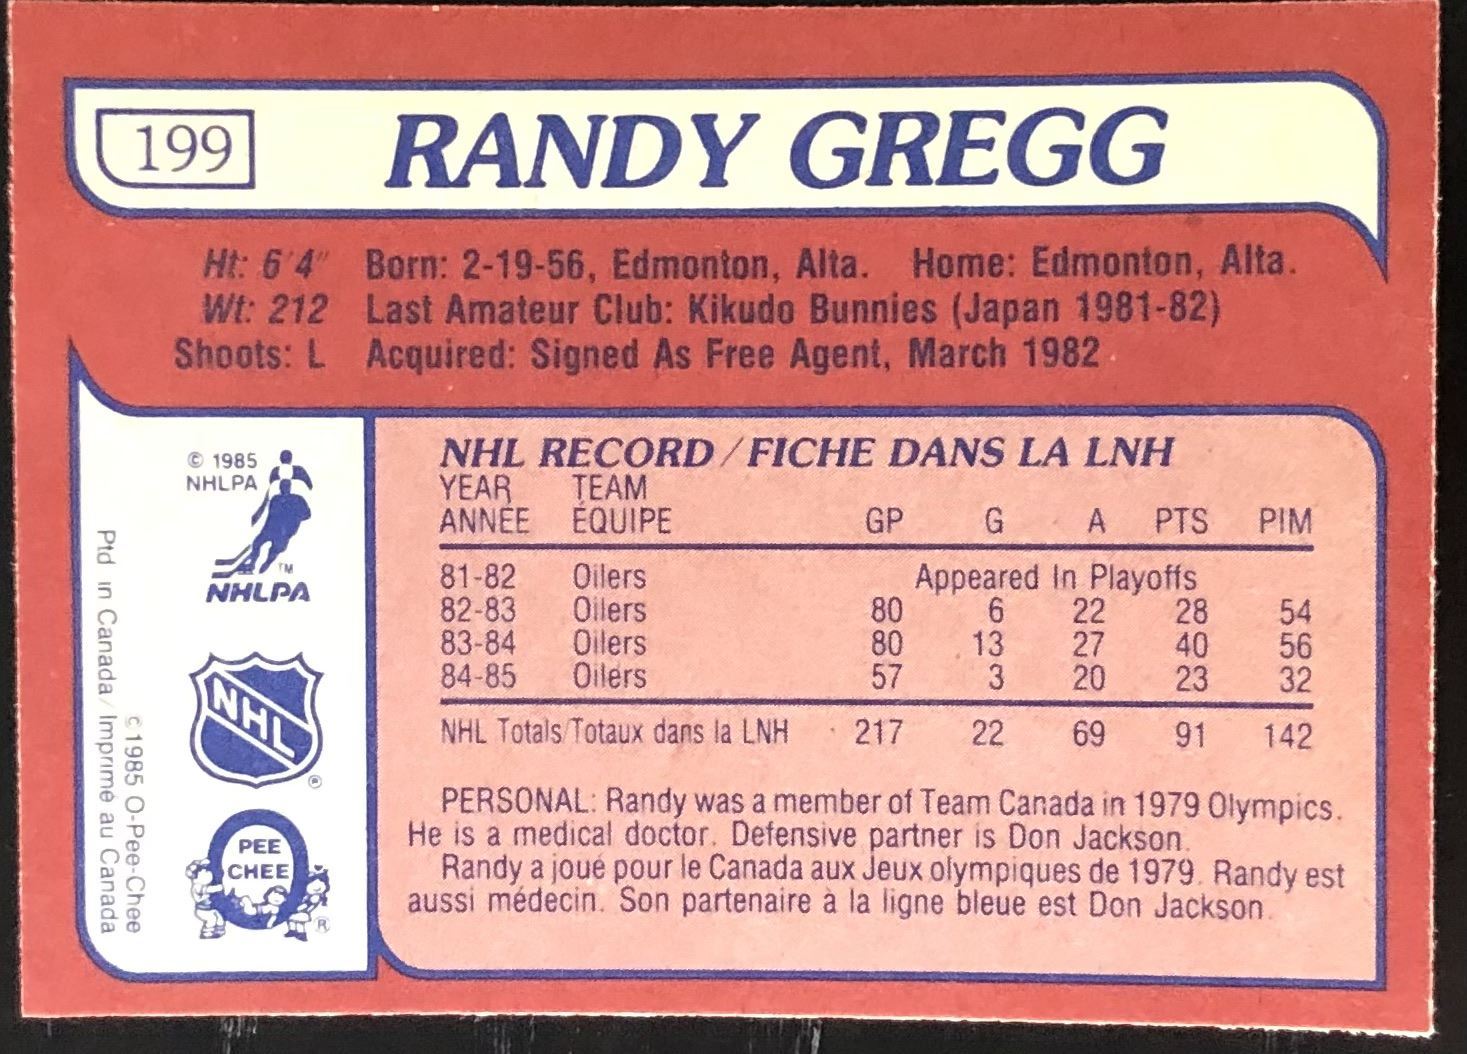 199
RANDY GREGG
Ht: 6'4" Born: 2-19-56, Edmonton, Alta. Home: Edmonton, Alta.
Wt: 212 Last Amateur Club: Kikudo Bunnies (Japan 1981-82)
Shoots: L Acquired: Signed As Free Agent, March 1982
© 1985
NHLPA
TM
NHLPA
NHL
®
PEE
CHEE
®
©1985 O-Pee-Chee
Ptd. in Canada/Imprimé au Canada
NHL RECORD/FICHE DANS LA LNH
YEAR TEAM
ANNÉE ÉQUIPE GP G A PTS PIM
81-82 Oilers Appeared In Playoffs
82-83 Oilers 80 6 22 28 54
83-84 Oilers 80 13 27 40 56
84-85 Oilers 57 3 20 23 32
NHL Totals/Totaux dans la LNH 217 22 69 91 142
PERSONAL: Randy was a member of Team Canada in 1979 Olympics.
He is a medical doctor. Defensive partner is Don Jackson.
Randy a joué pour le Canada aux Jeux olympiques de 1979. Randy est
aussi médecin. Son partenaire à la ligne bleue est Don Jackson.